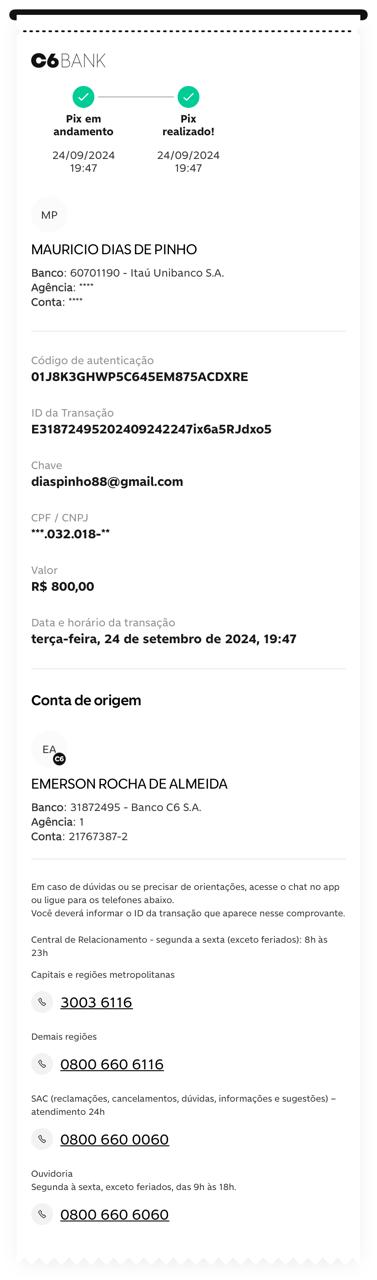 C6BANK
Pix em andamento
Pix realizado!
24/09/2024 19:47
24/09/2024 19:47
MP
MAURICIO DIAS DE PINHO
Banco: 60701190 - Itaú Unibanco S.A.
Agência: ****
Conta: ****
Código de autenticação
01J8K3GHWP5C645EM875ACDXRE
ID da Transação
E31872495202409242247ix6a5RJdxo5
Chave
diaspinho88@gmail.com
CPF / CNPJ
***.032.018-**
Valor
R$ 800,00
Data e horário da transação
terça-feira, 24 de setembro de 2024, 19:47
Conta de origem
EA
C6
EMERSON ROCHA DE ALMEIDA
Banco: 31872495 - Banco C6 S.A.
Agência: 1
Conta: 21767387-2
Em caso de dúvidas ou se precisar de orientações, acesse o chat no app
ou ligue para os telefones abaixo.
Você deverá informar o ID da transação que aparece nesse comprovante.
Central de Relacionamento - segunda a sexta (exceto feriados): 8h às
23h
Capitais e regiões metropolitanas
3003 6116
Demais regiões
0800 660 6116
SAC (reclamações, cancelamentos, dúvidas, informações e sugestões) –
atendimento 24h
0800 660 0060
Ouvidoria
Segunda à sexta, exceto feriados, das 9h às 18h.
0800 660 6060